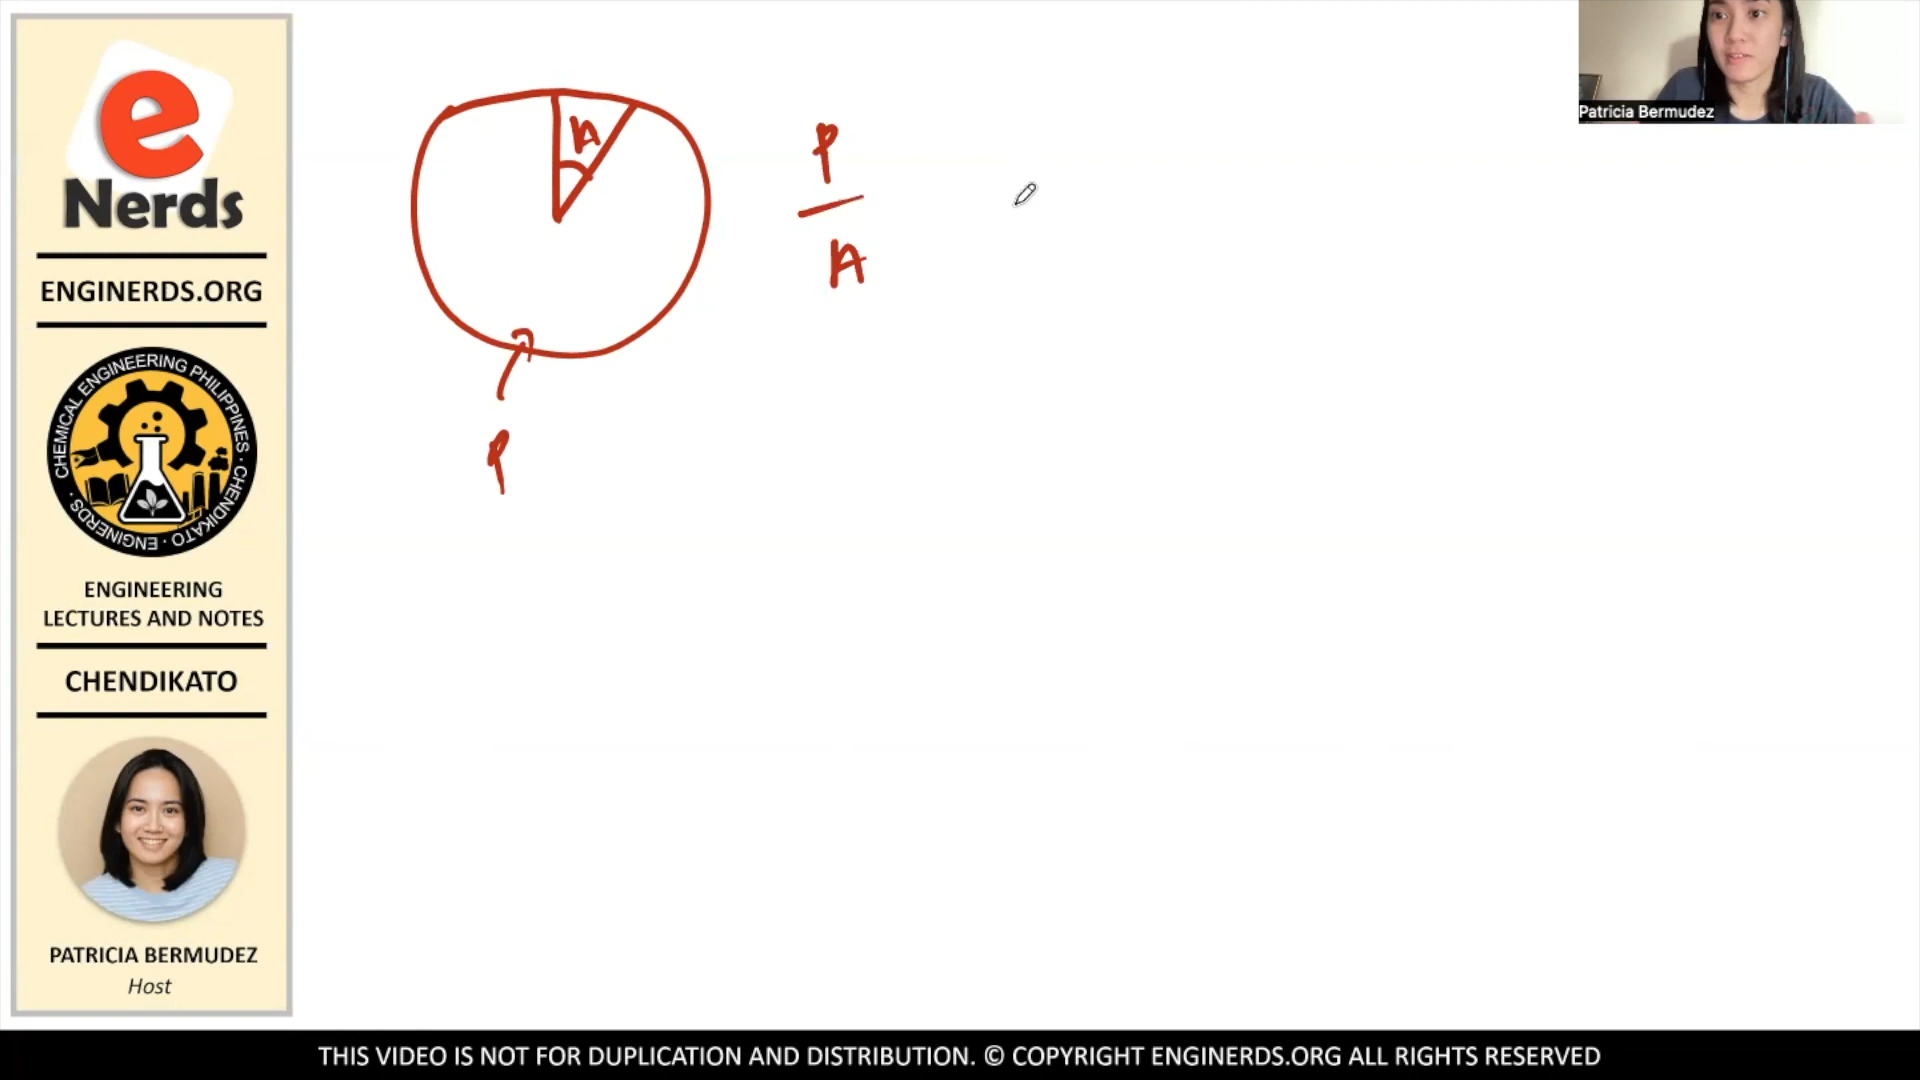 e
Nerds
ENGINERDS.ORG
CHEMICAL ENGINEERING PHILIPPINES · CHENDIKATO · ENGINERDS ·
ENGINEERING
LECTURES AND NOTES
CHENDIKATO
PATRICIA BERMUDEZ
Host
A
P
P
A
Patricia Bermudez
THIS VIDEO IS NOT FOR DUPLICATION AND DISTRIBUTION. © COPYRIGHT ENGINERDS.ORG ALL RIGHTS RESERVED